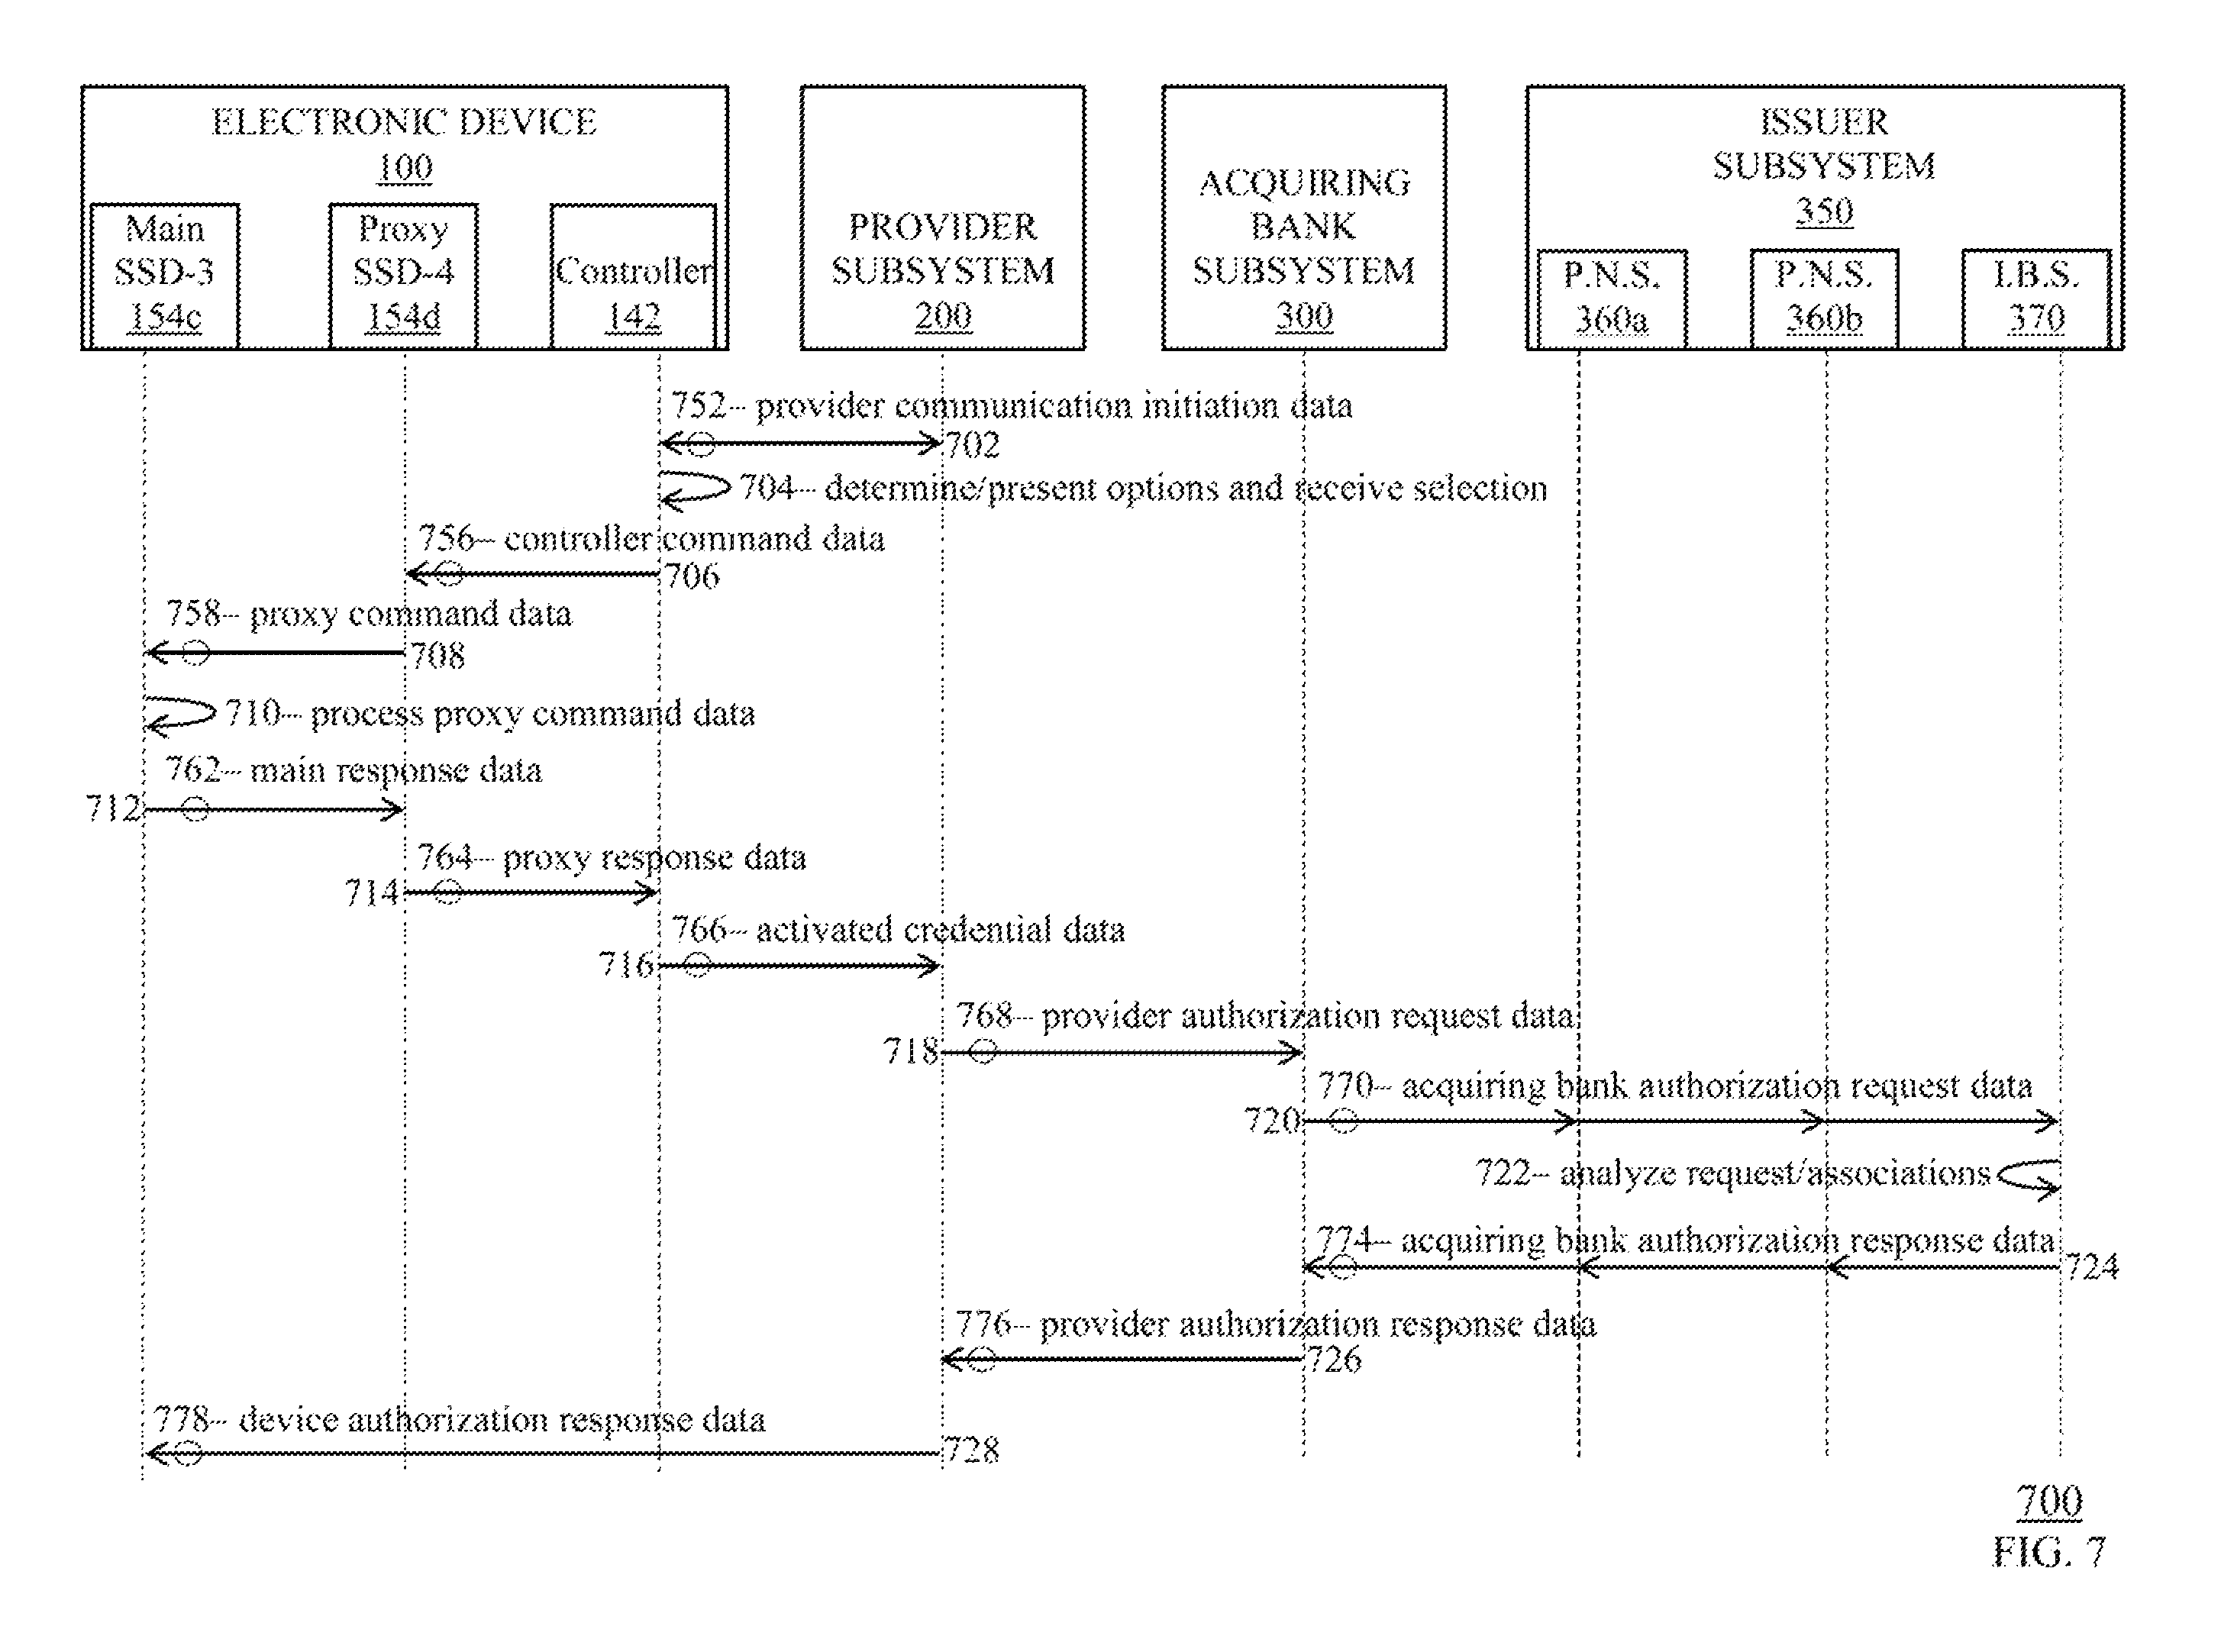 ELECTRONIC DEVICE
100
Main
SSD-3
154c
Proxy
SSD-4
154d
Controller
142
PROVIDER
SUBSYSTEM
200
ACQUIRING
BANK
SUBSYSTEM
300
ISSUER
SUBSYSTEM
350
P.N.S.
360a
P.N.S.
360b
I.B.S.
370
752-- provider communication initiation data
702
704-- determine/present options and receive selection
756-- controller command data
706
758-- proxy command data
708
710-- process proxy command data
762-- main response data
712
764-- proxy response data
714
766-- activated credential data
716
768-- provider authorization request data
718
770-- acquiring bank authorization request data
720
722-- analyze request/associations
774-- acquiring bank authorization response data
724
776-- provider authorization response data
726
778-- device authorization response data
728
700
FIG. 7